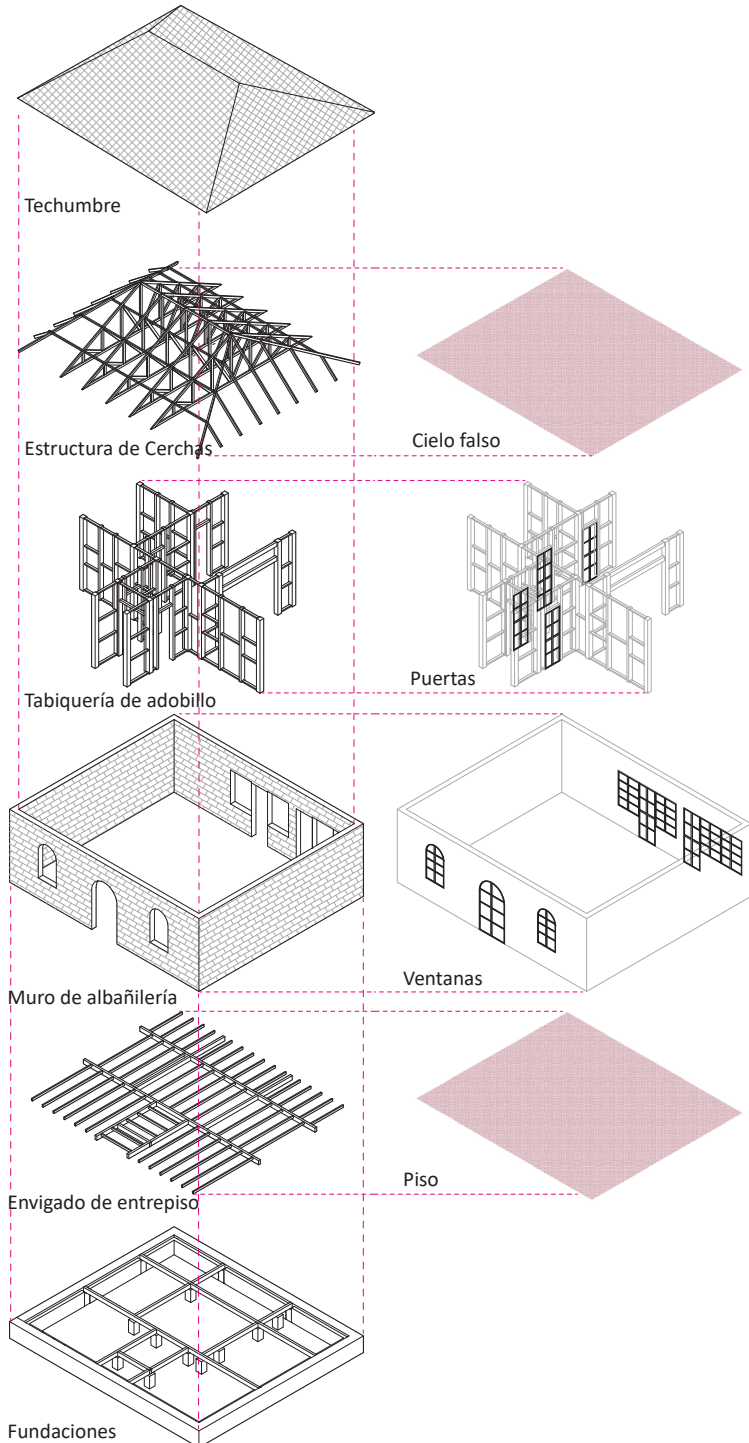 Techumbre
Estructura de Cerchas
Cielo falso
Tabiquería de adobillo
Puertas
Muro de albañilería
Ventanas
Envigado de entrepiso
Piso
Fundaciones